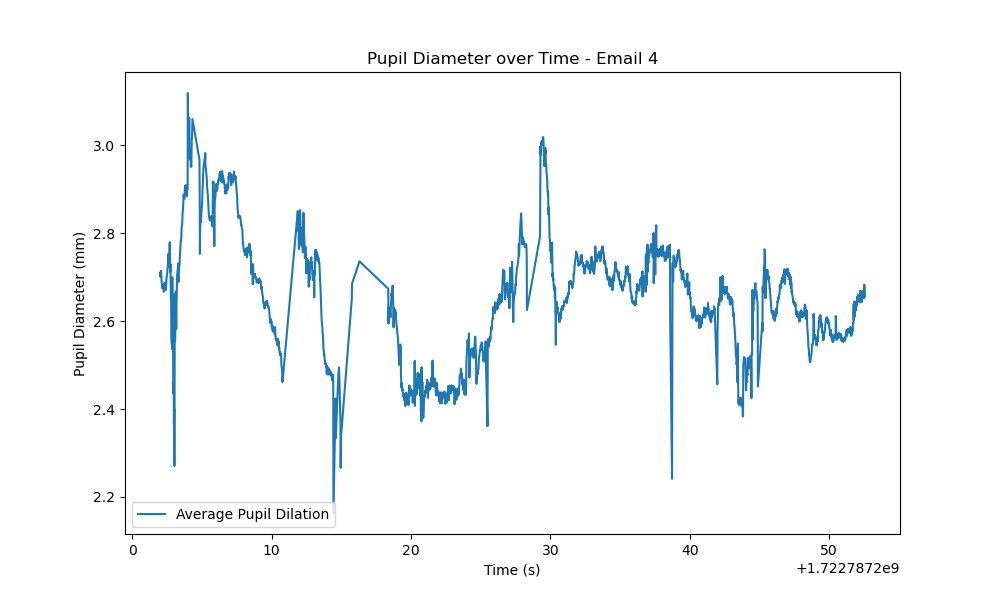 Pupil Diameter over Time - Email 4
Pupil Diameter (mm)
3.0
2.8
2.6
2.4
2.2
Average Pupil Dilation
0 10 20 30 40 50
Time (s)
+1.7227872e9